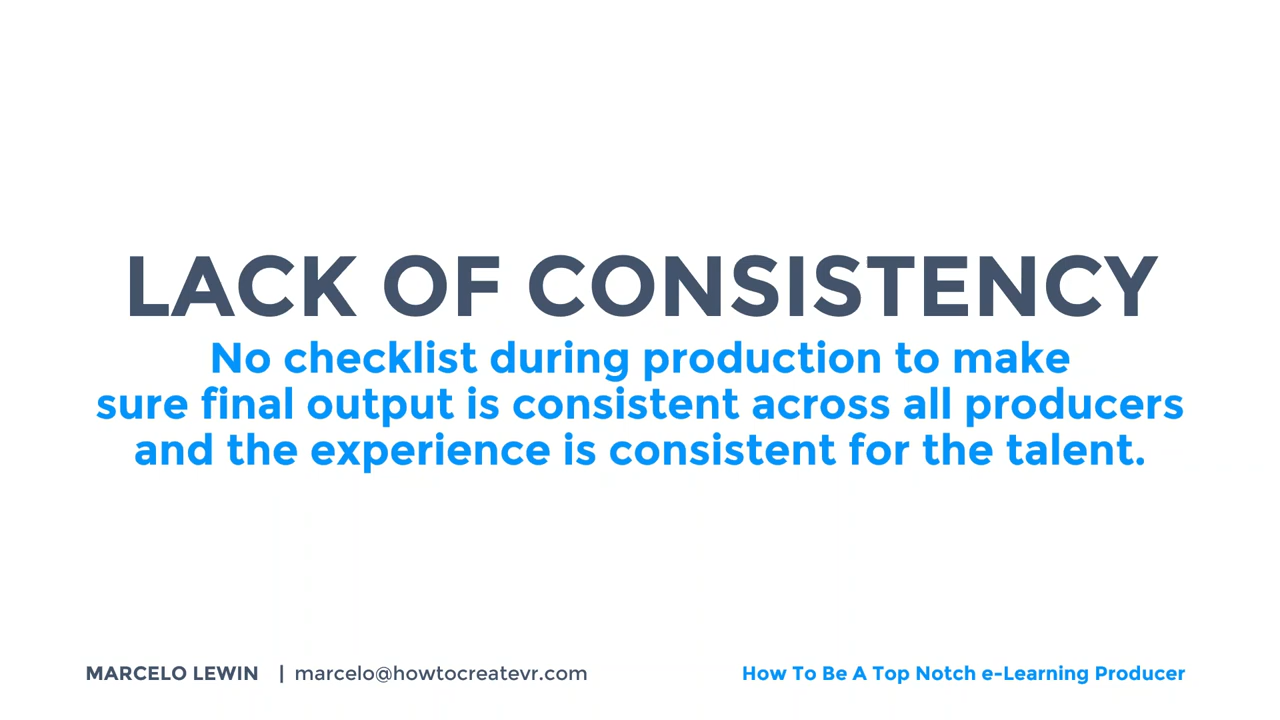 LACK OF CONSISTENCY
No checklist during production to make
sure final output is consistent across all producers
and the experience is consistent for the talent.
MARCELO LEWIN | marcelo@howtocreatevr.com
How To Be A Top Notch e-Learning Producer